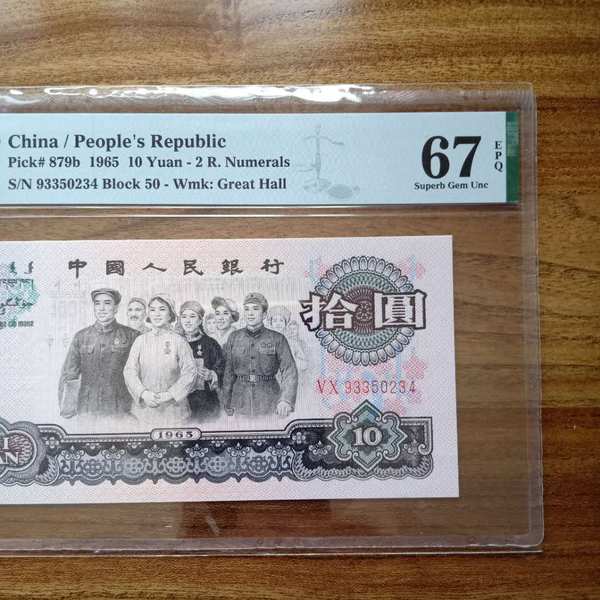 China / People's Republic
Pick# 879b 1965 10 Yuan - 2 R. Numerals
S/N 93350234 Block 50 - Wmk: Great Hall
67
EPQ
Superb Gem Unc
中國人民銀行
拾圓
VX 93350234
1965
10